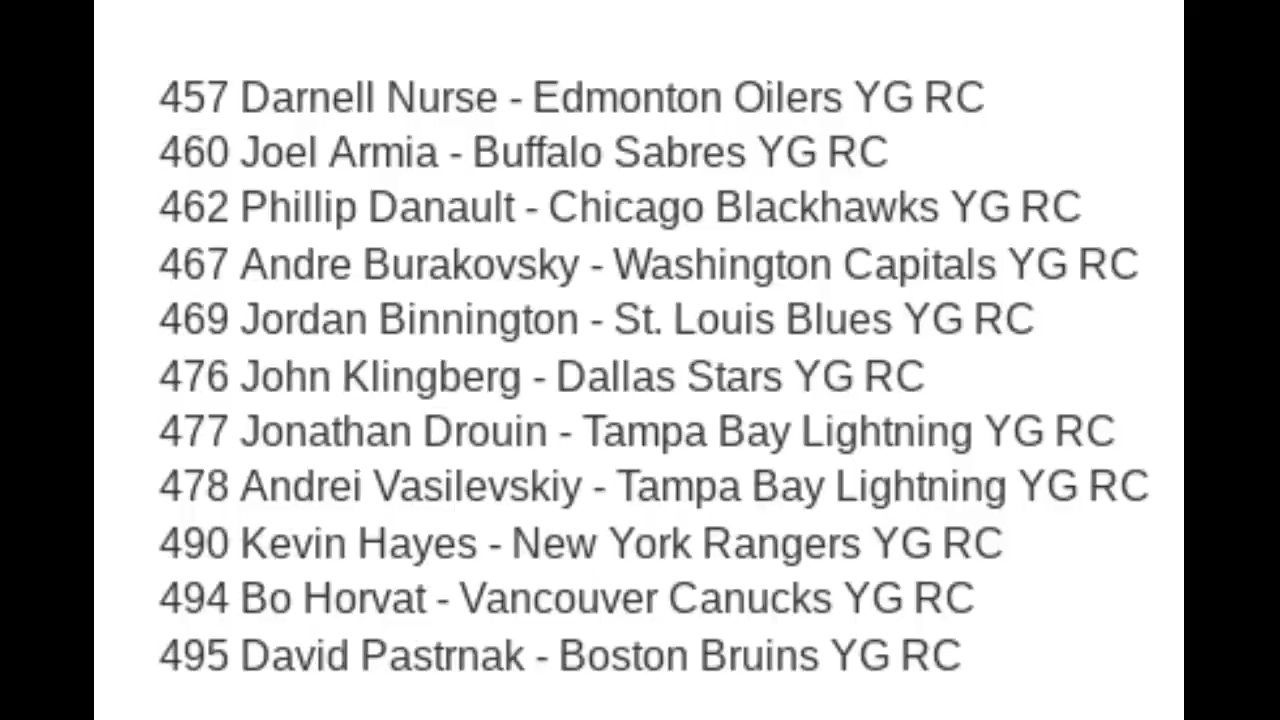 457 Darnell Nurse - Edmonton Oilers YG RC
460 Joel Armia - Buffalo Sabres YG RC
462 Phillip Danault - Chicago Blackhawks YG RC
467 Andre Burakovsky - Washington Capitals YG RC
469 Jordan Binnington - St. Louis Blues YG RC
476 John Klingberg - Dallas Stars YG RC
477 Jonathan Drouin - Tampa Bay Lightning YG RC
478 Andrei Vasilevskiy - Tampa Bay Lightning YG RC
490 Kevin Hayes - New York Rangers YG RC
494 Bo Horvat - Vancouver Canucks YG RC
495 David Pastrnak - Boston Bruins YG RC